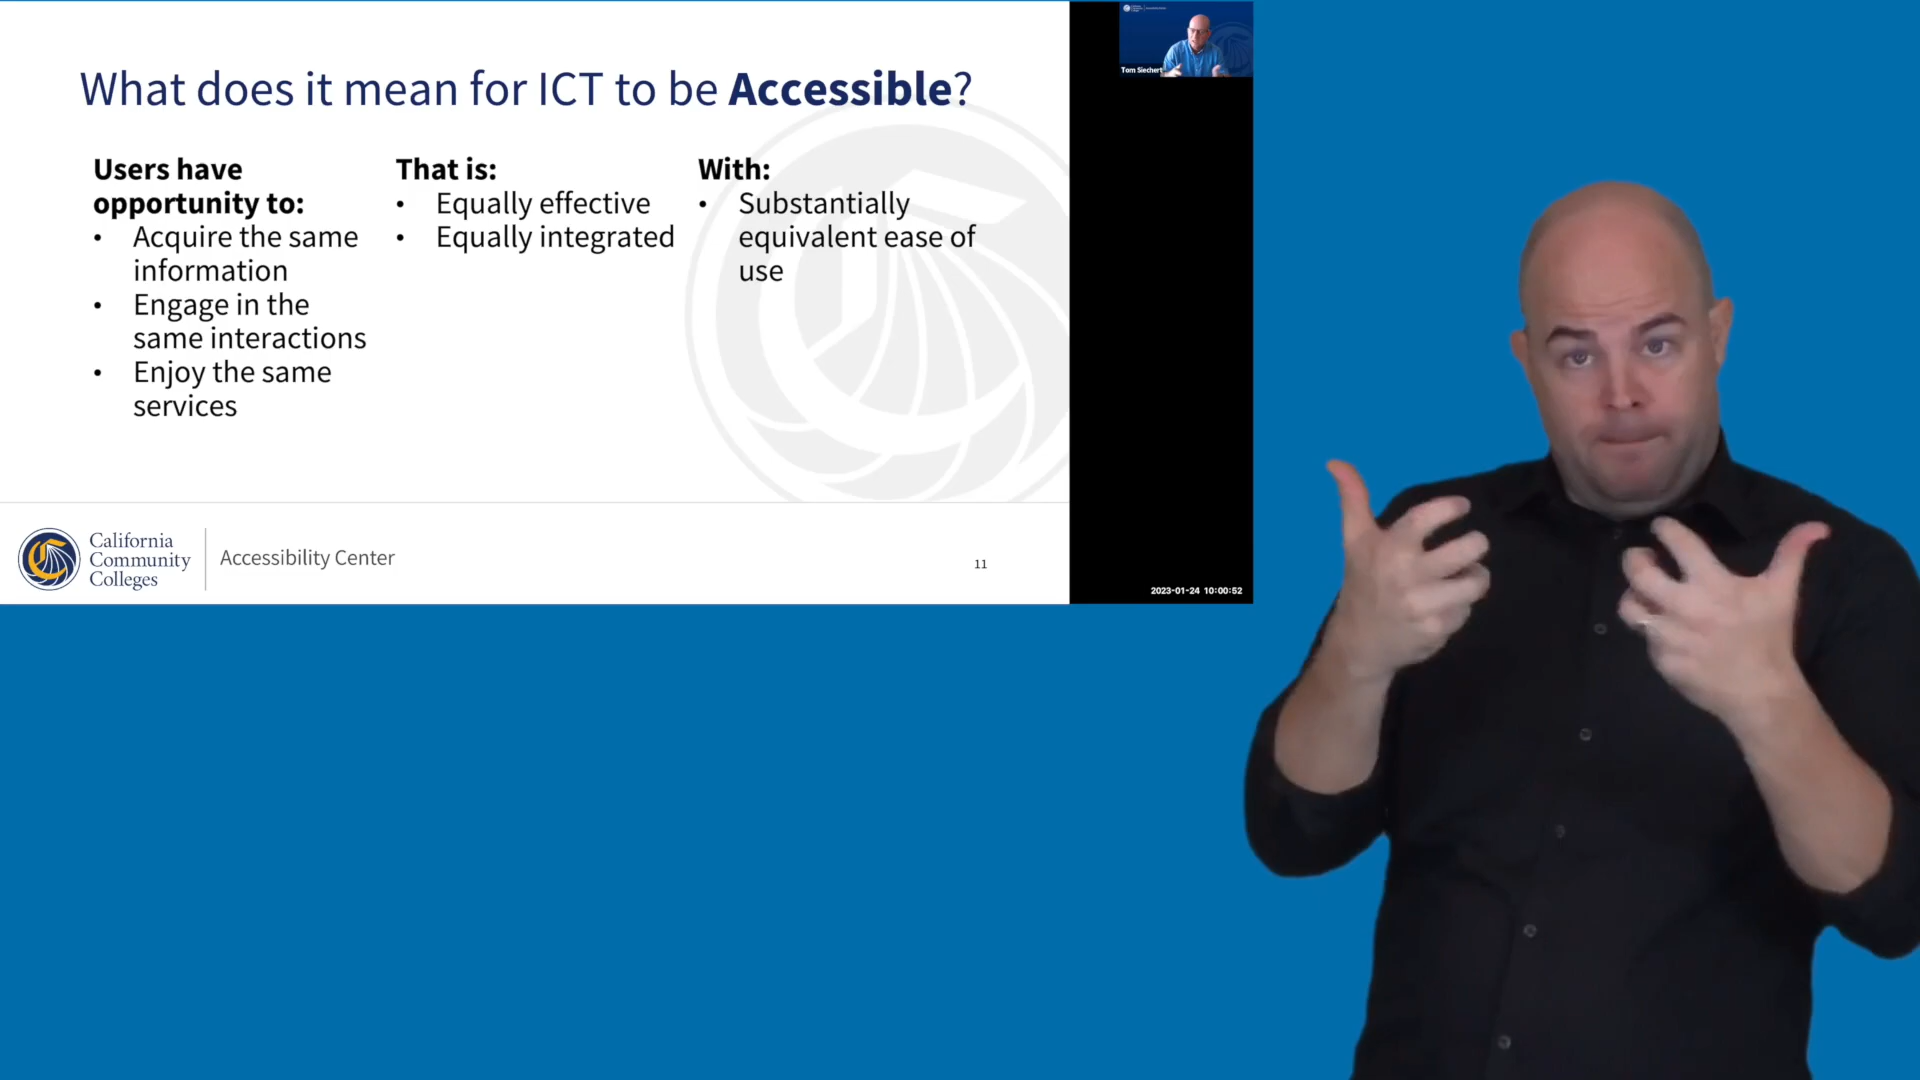 What does it mean for ICT to be Accessible?
Users have
opportunity to:
• Acquire the same
information
• Engage in the
same interactions
• Enjoy the same
services
That is:
• Equally effective
• Equally integrated
With:
• Substantially
equivalent ease of
use
California
Community
Colleges
Accessibility Center
11
Tom Siechert
2023-01-24 10:00:52